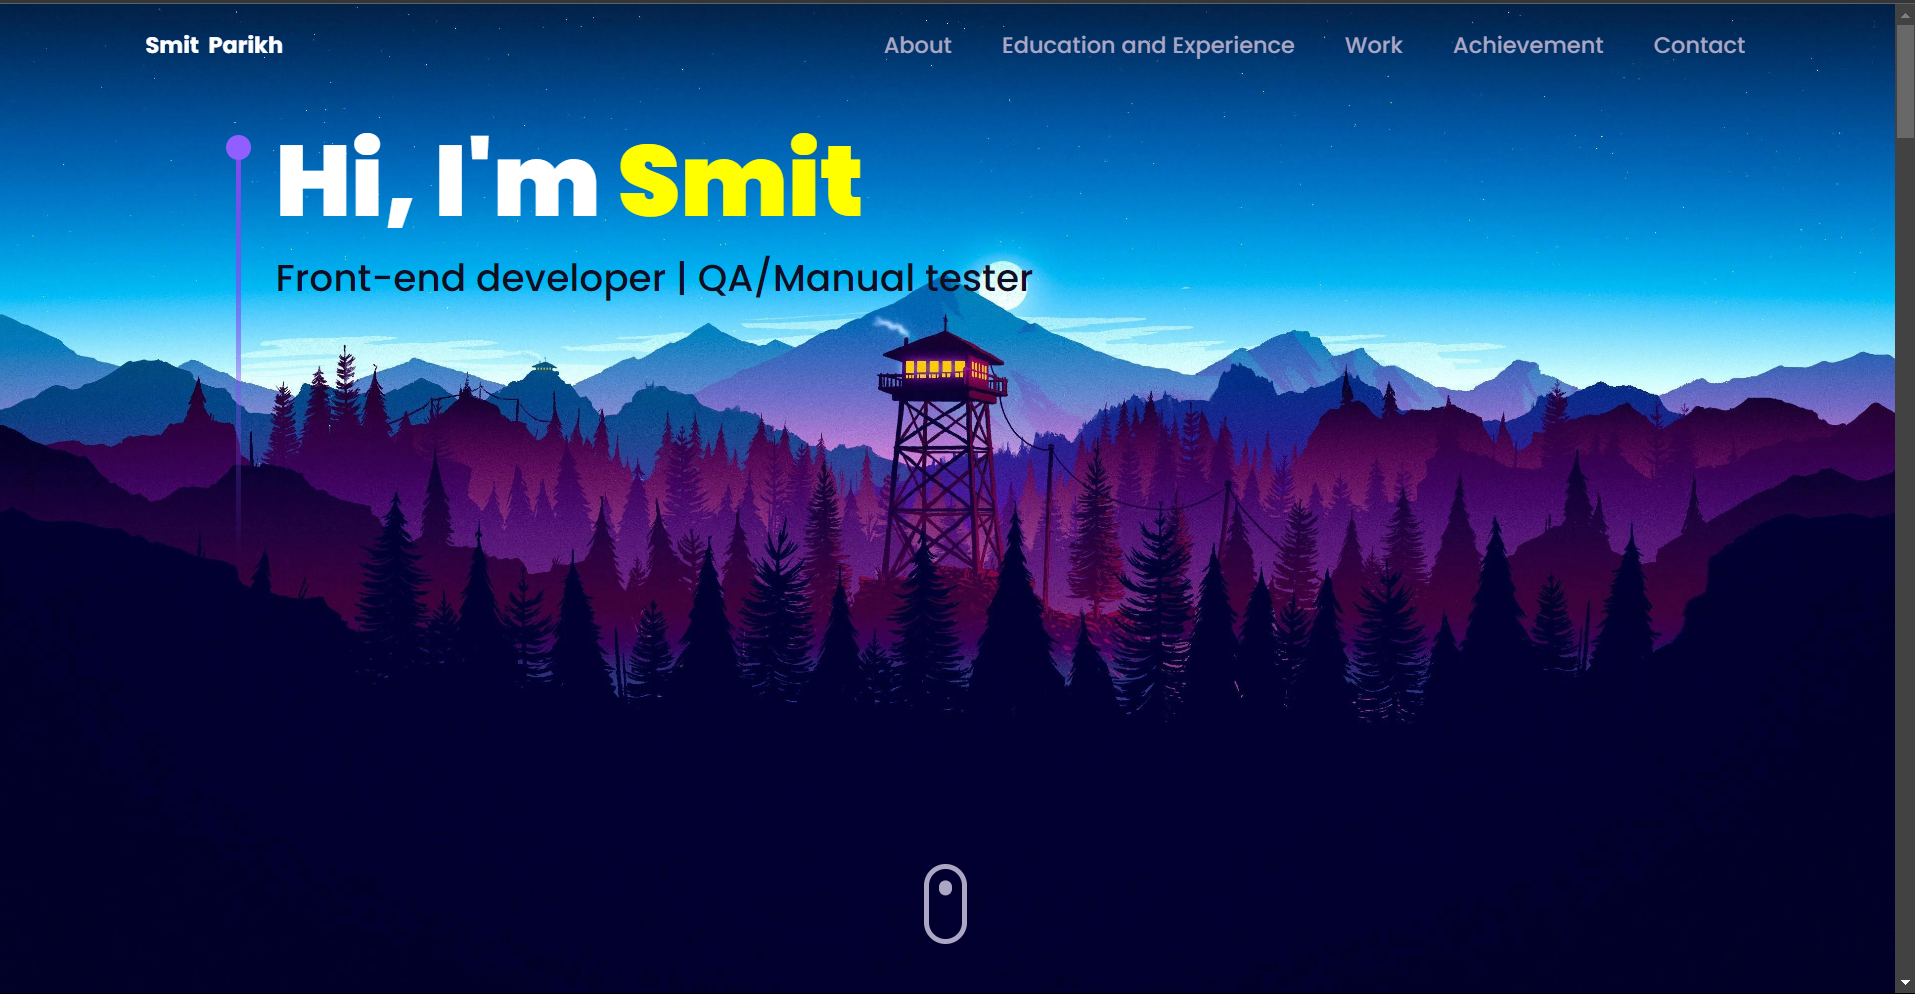 Smit Parikh
About Education and Experience Work Achievement Contact
Hi, I'm Smit
Front-end developer | QA/Manual tester